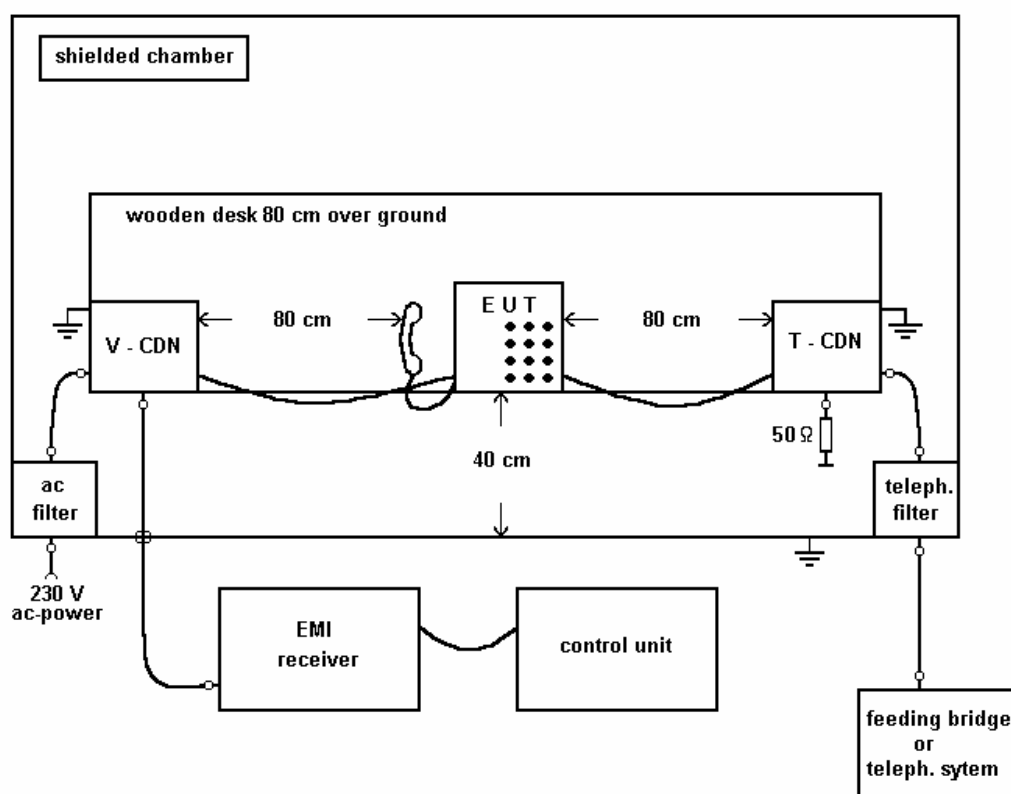 shielded chamber
wooden desk 80 cm over ground
80 cm
E U T
80 cm
V - CDN
T - CDN
50 Ω
40 cm
ac
filter
teleph.
filter
230 V
ac-power
EMI
receiver
control unit
feeding bridge
or
teleph. sytem